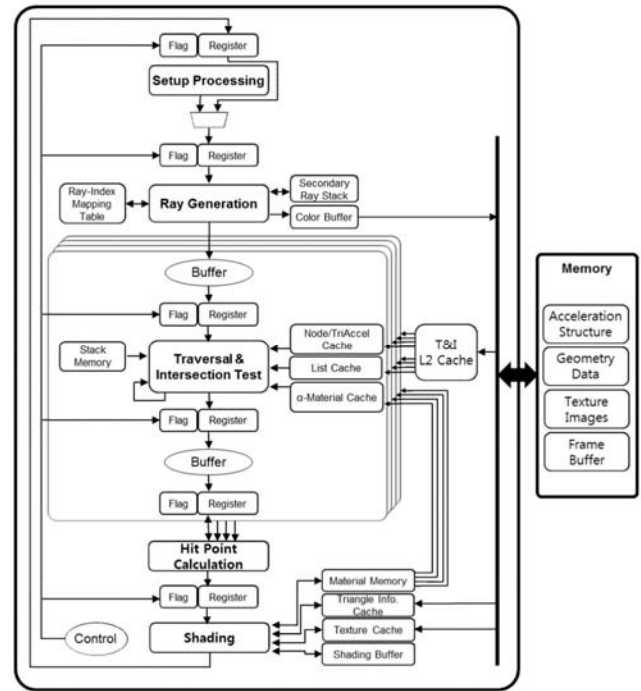 Flag
Register
Setup Processing
Flag
Register
Ray-Index
Mapping
Table
Ray Generation
Secondary
Ray Stack
Color Buffer
Buffer
Flag
Register
Stack
Memory
Traversal &
Intersection Test
Node/TriAccel
Cache
List Cache
α-Material Cache
T&I
L2 Cache
Flag
Register
Buffer
Flag
Register
Hit Point
Calculation
Flag
Register
Control
Shading
Material Memory
Triangle Info.
Cache
Texture Cache
Shading Buffer
Memory
Acceleration
Structure
Geometry
Data
Texture
Images
Frame
Buffer